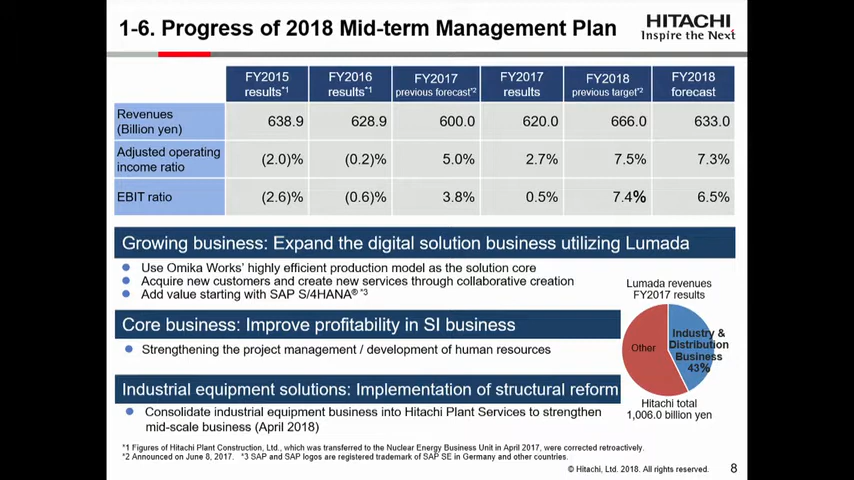 1-6. Progress of 2018 Mid-term Management Plan
HITACHI
Inspire the Next
FY2015 results*1
FY2016 results*1
FY2017 previous forecast*2
FY2017 results
FY2018 previous target*2
FY2018 forecast
Revenues (Billion yen) 638.9 628.9 600.0 620.0 666.0 633.0
Adjusted operating income ratio (2.0)% (0.2)% 5.0% 2.7% 7.5% 7.3%
EBIT ratio (2.6)% (0.6)% 3.8% 0.5% 7.4% 6.5%
Growing business: Expand the digital solution business utilizing Lumada
Use Omika Works' highly efficient production model as the solution core
Acquire new customers and create new services through collaborative creation
Add value starting with SAP S/4HANA® *3
Core business: Improve profitability in SI business
Strengthening the project management / development of human resources
Industrial equipment solutions: Implementation of structural reform
Consolidate industrial equipment business into Hitachi Plant Services to strengthen
mid-scale business (April 2018)
Lumada revenues
FY2017 results
Other
Industry &
Distribution
Business
43%
Hitachi total
1,006.0 billion yen
*1 Figures of Hitachi Plant Construction, Ltd., which was transferred to the Nuclear Energy Business Unit in April 2017, were corrected retroactively.
*2 Announced on June 8, 2017. *3 SAP and SAP logos are registered trademark of SAP SE in Germany and other countries.
© Hitachi, Ltd. 2018. All rights reserved. 8